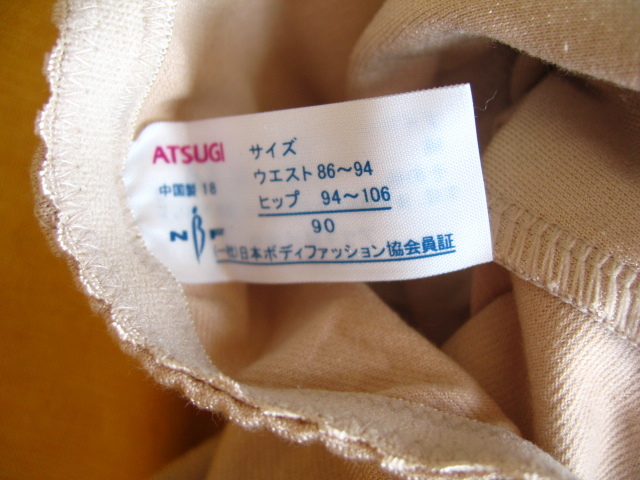 ATSUGI サイズ
ウエスト 86～94
中国製 18 ヒップ 94～106
90
NBF
(一社)日本ボディファッション協会員証